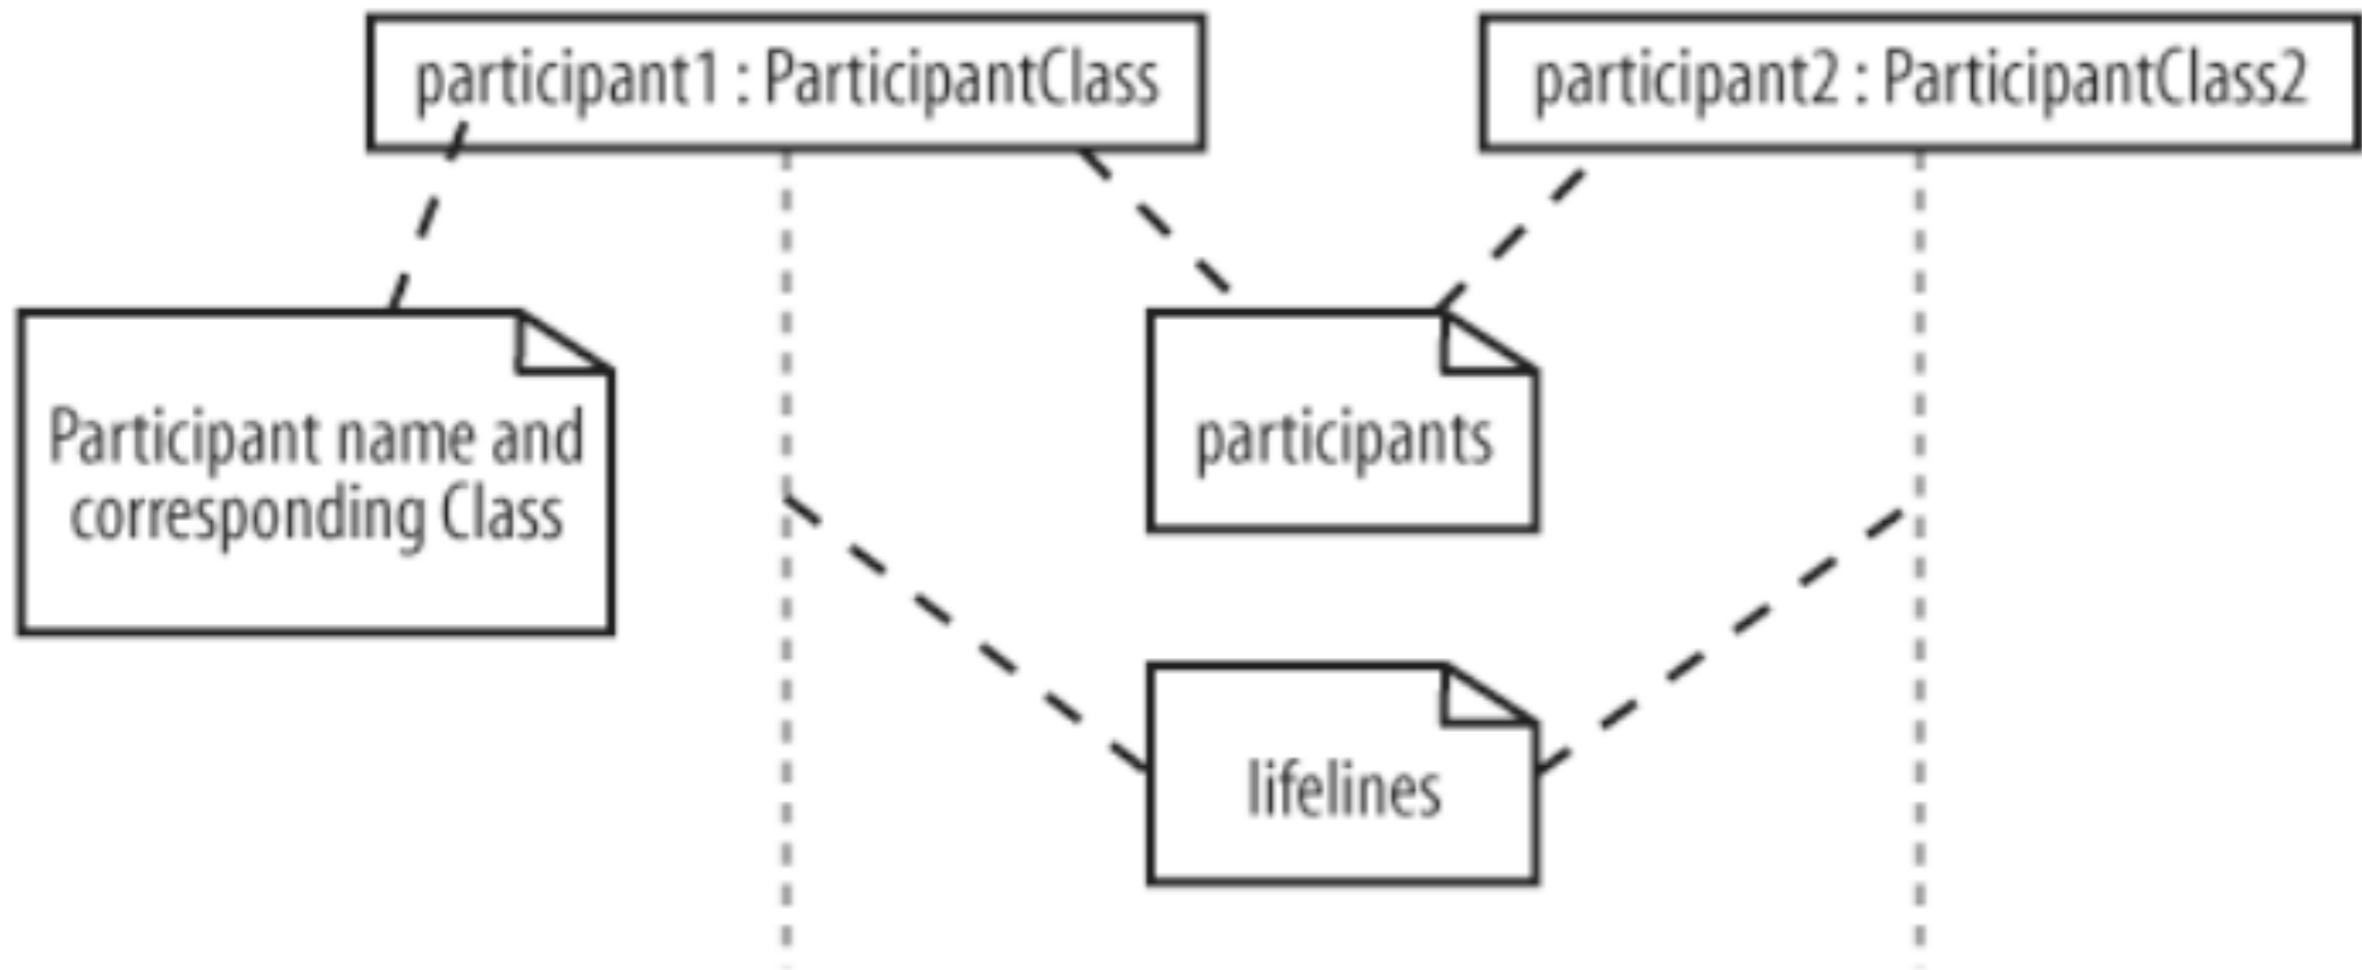 participant1 : ParticipantClass
participant2 : ParticipantClass2
Participant name and
corresponding Class
participants
lifelines